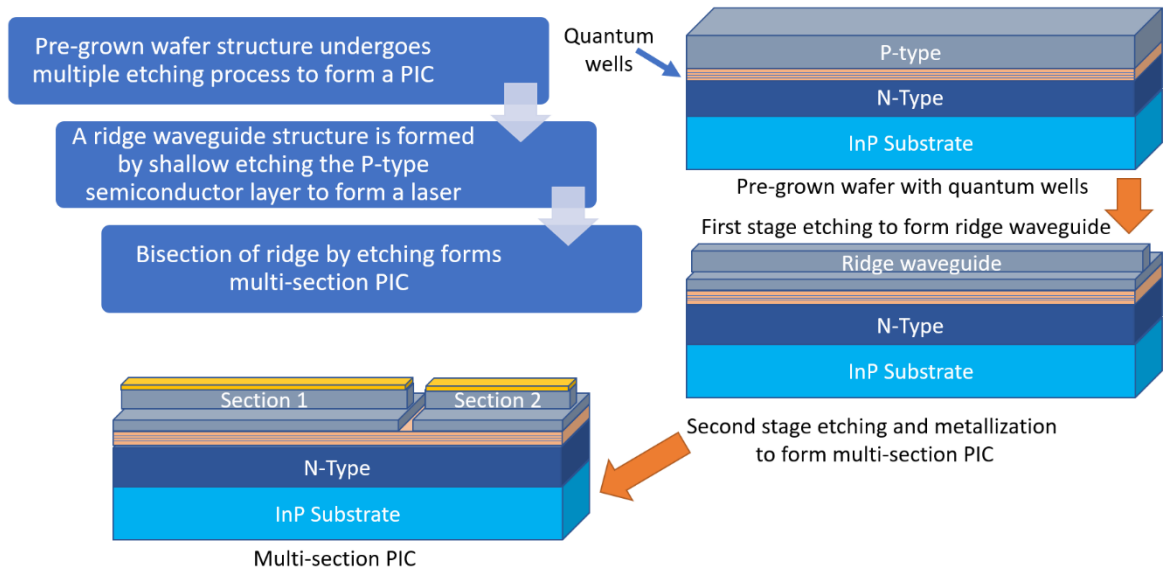 Pre-grown wafer structure undergoes
multiple etching process to form a PIC
A ridge waveguide structure is formed
by shallow etching the P-type
semiconductor layer to form a laser
Bisection of ridge by etching forms
multi-section PIC
Quantum
wells
P-type
N-Type
InP Substrate
Pre-grown wafer with quantum wells
First stage etching to form ridge waveguide
Ridge waveguide
N-Type
InP Substrate
Second stage etching and metallization
to form multi-section PIC
Section 1
Section 2
N-Type
InP Substrate
Multi-section PIC